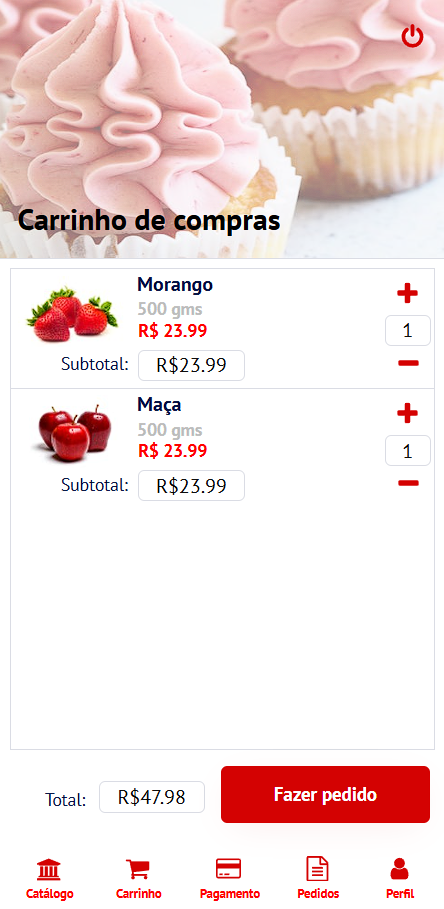 Carrinho de compras
Morango
500 gms
R$ 23.99
1
Subtotal: R$23.99
Maça
500 gms
R$ 23.99
1
Subtotal: R$23.99
Total: R$47.98 Fazer pedido
Catálogo Carrinho Pagamento Pedidos Perfil